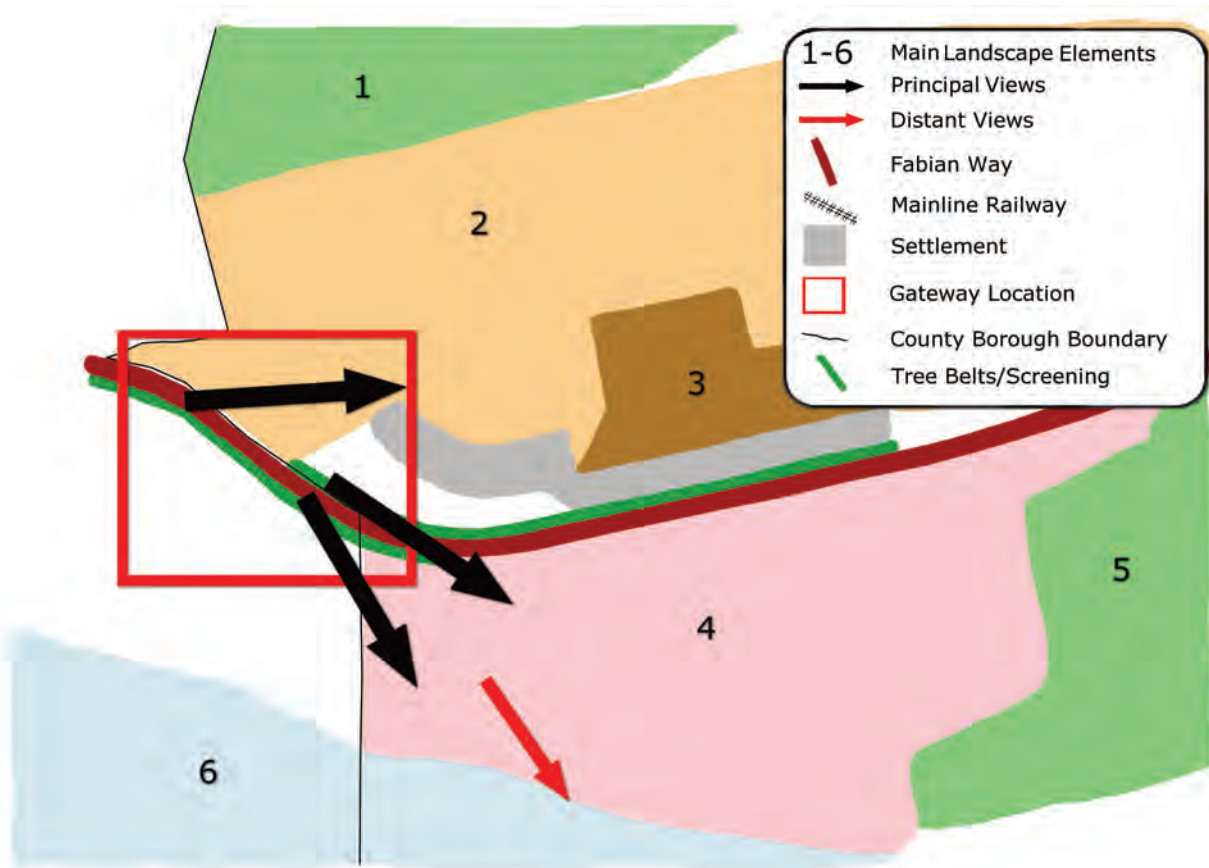 1
2
3
4
5
6
1-6 Main Landscape Elements
Principal Views
Distant Views
Fabian Way
Mainline Railway
Settlement
Gateway Location
County Borough Boundary
Tree Belts/Screening